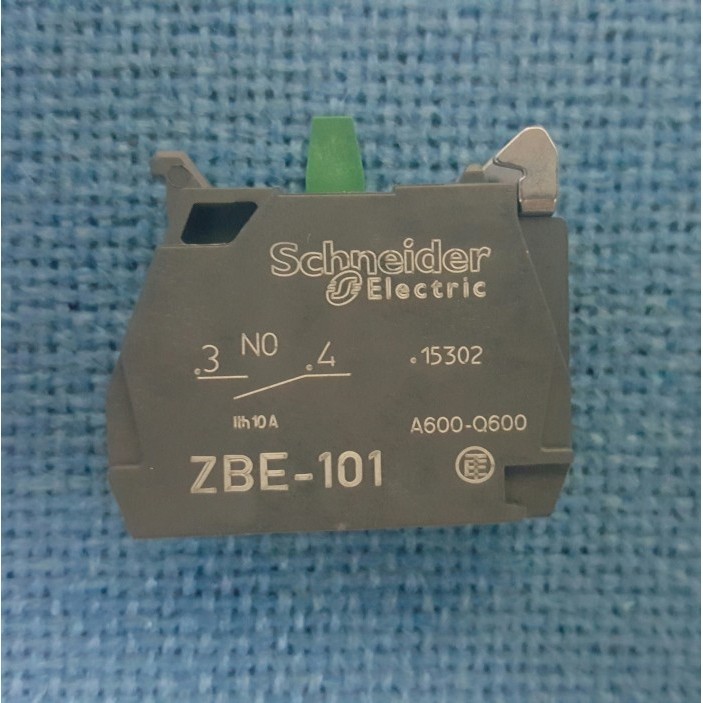 Schneider
Electric
.3 NO .4
.15302
Ith 10 A
A600-Q600
ZBE-101